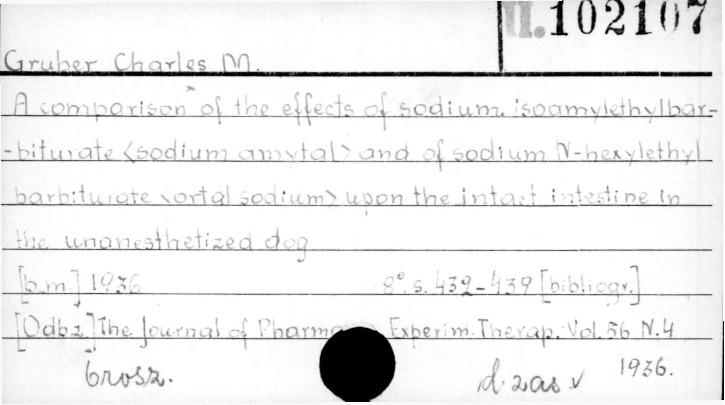 II.102107
Gruber Charles M.
A comparison of the effects of sodium. isoamylethylbar-
-biturate <sodium amytal> and of sodium N-hexylethyl
barbiturate <ortal sodium> upon the intact intestine in
the unanesthetized dog
[b.m.] 1936 8°. s. 432-439 [bibliogr.]
[Odb.z.] The Journal of Pharma Experim. Therap. Vol. 56 N.4
brosz. d. zas. v 1936.